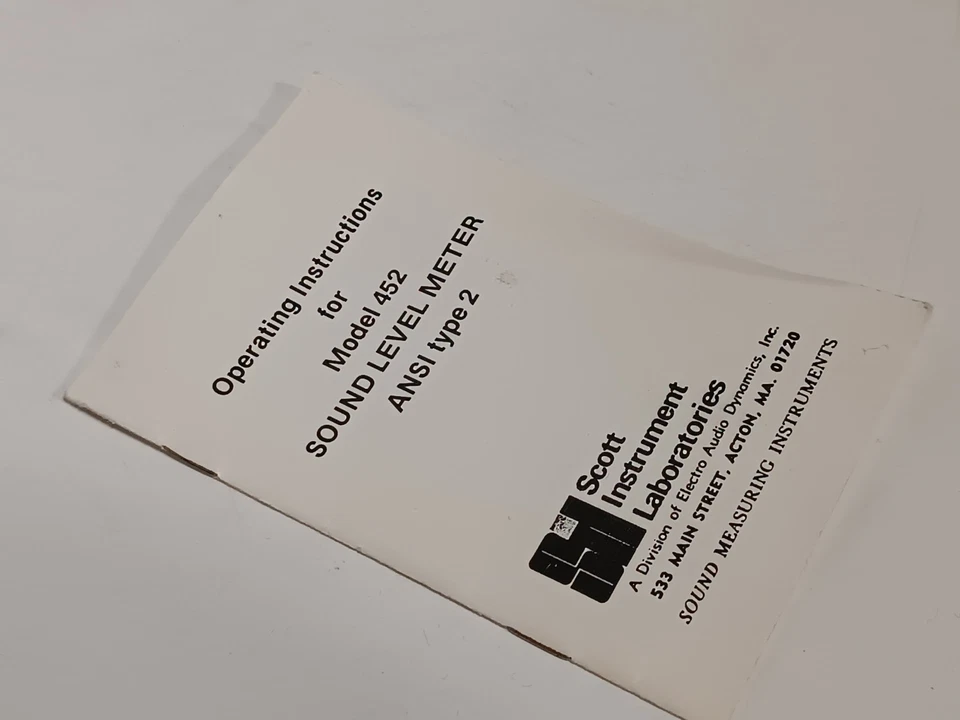 Operating Instructions
for
Model 452
SOUND LEVEL METER
ANSI type 2
Scott
Instrument
Laboratories
A Division of Electro Audio Dynamics, Inc.
533 MAIN STREET, ACTON, MA. 01720
SOUND MEASURING INSTRUMENTS